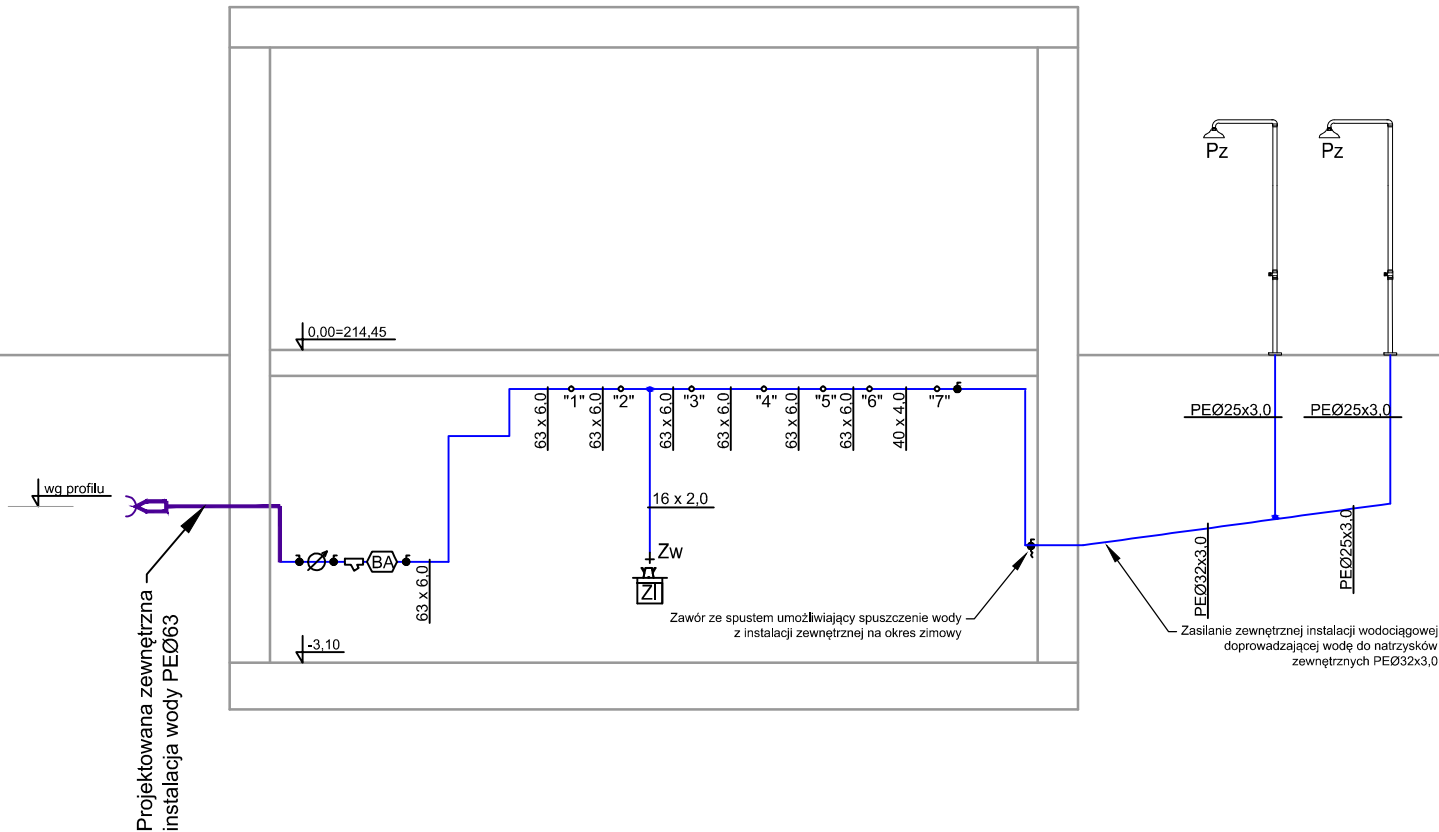 Pz
Pz
0,00=214,45
"1"
"2"
"3"
"4"
"5"
"6"
"7"
63 x 6,0
63 x 6,0
63 x 6,0
63 x 6,0
63 x 6,0
63 x 6,0
40 x 4,0
PEØ25x3,0
PEØ25x3,0
wg profilu
16 x 2,0
Zw
Zl
BA
63 x 6,0
PEØ32x3,0
PEØ25x3,0
Zawór ze spustem umożliwiający spuszczenie wody
z instalacji zewnętrznej na okres zimowy
Zasilanie zewnętrznej instalacji wodociągowej
doprowadzającej wodę do natrzysków
zewnętrznych PEØ32x3,0
-3,10
Projektowana zewnętrzna
instalacja wody PEØ63